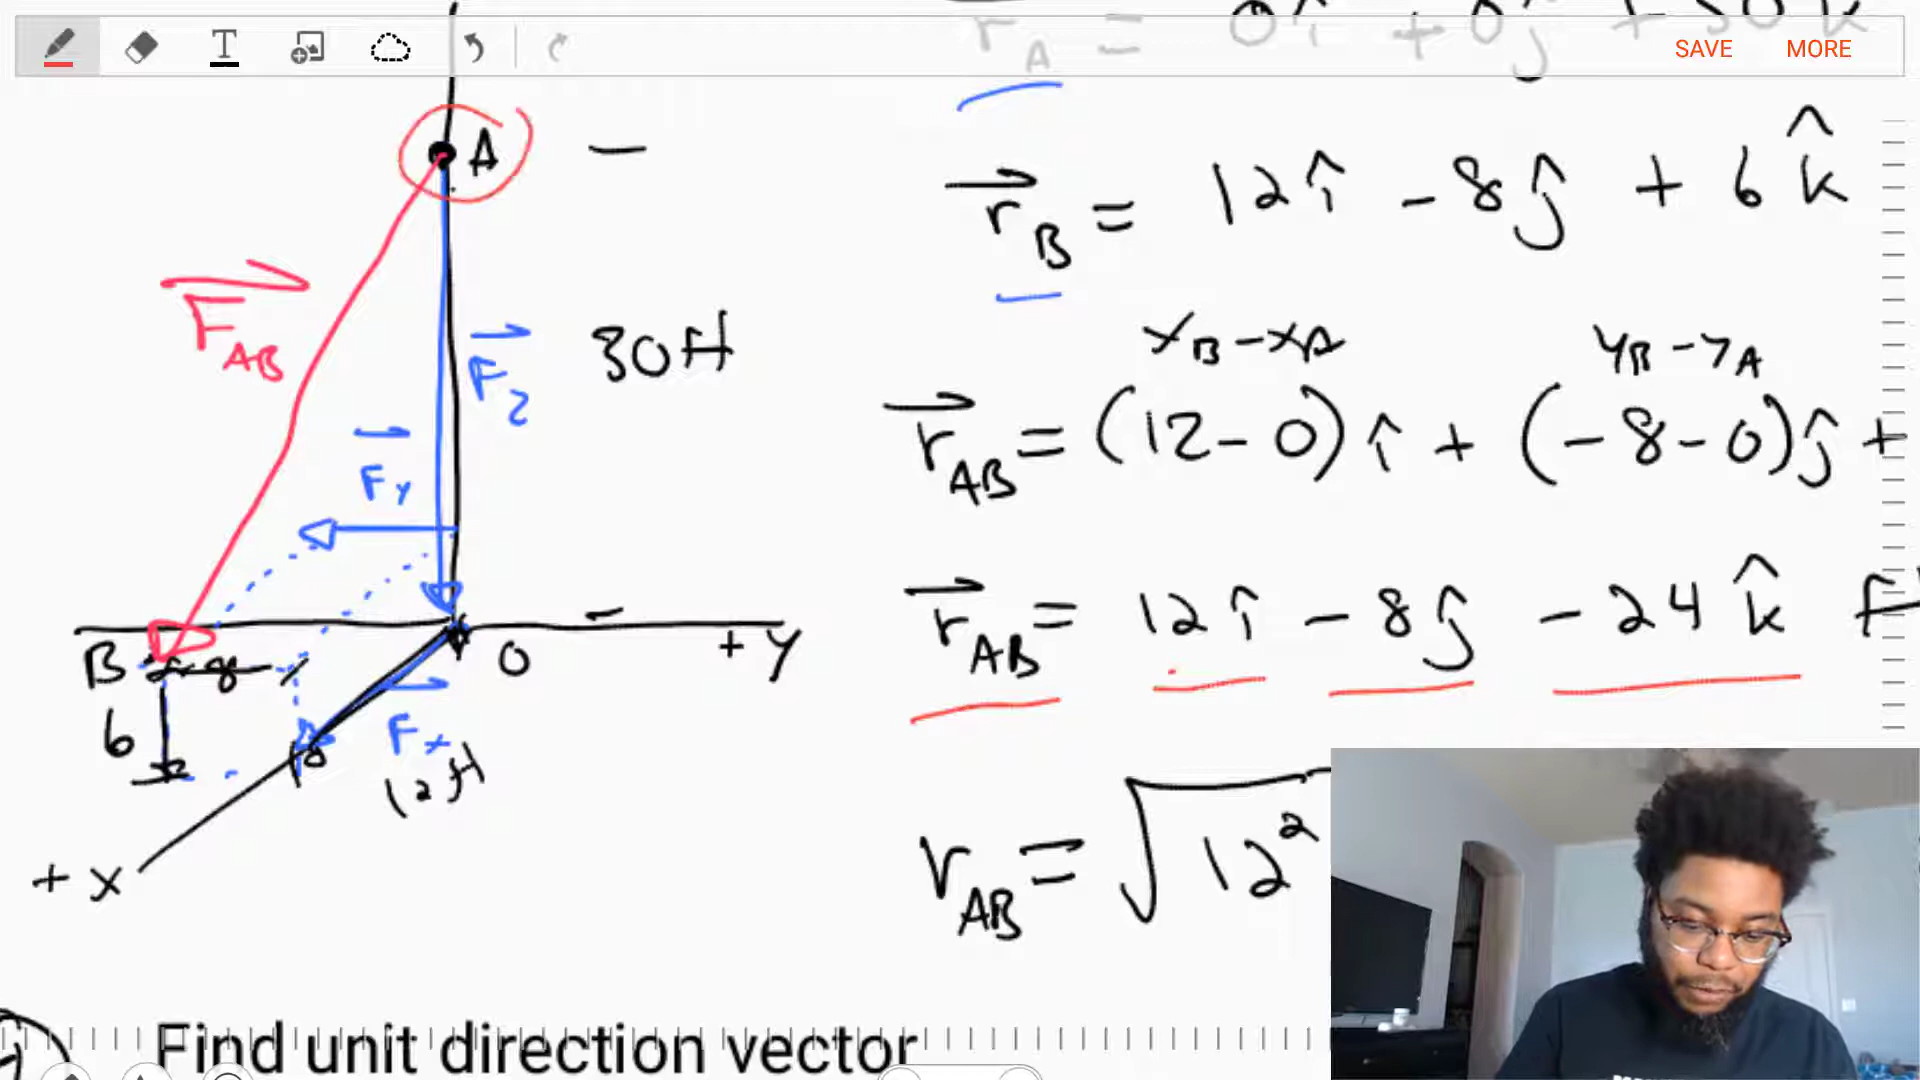 T SAVE MORE
r_A = 0î + 0ĵ + 30k
A
r_B = 12î - 8ĵ + 6k̂
F_AB
F_z
30ft
x_B - x_A y_B - y_A
r_AB = (12 - 0)î + (-8 - 0)ĵ +
F_y
r_AB = 12î - 8ĵ - 24k̂
B 8 O +y
6
F_x
12ft
r_AB = √12²
+x
Find unit direction vector